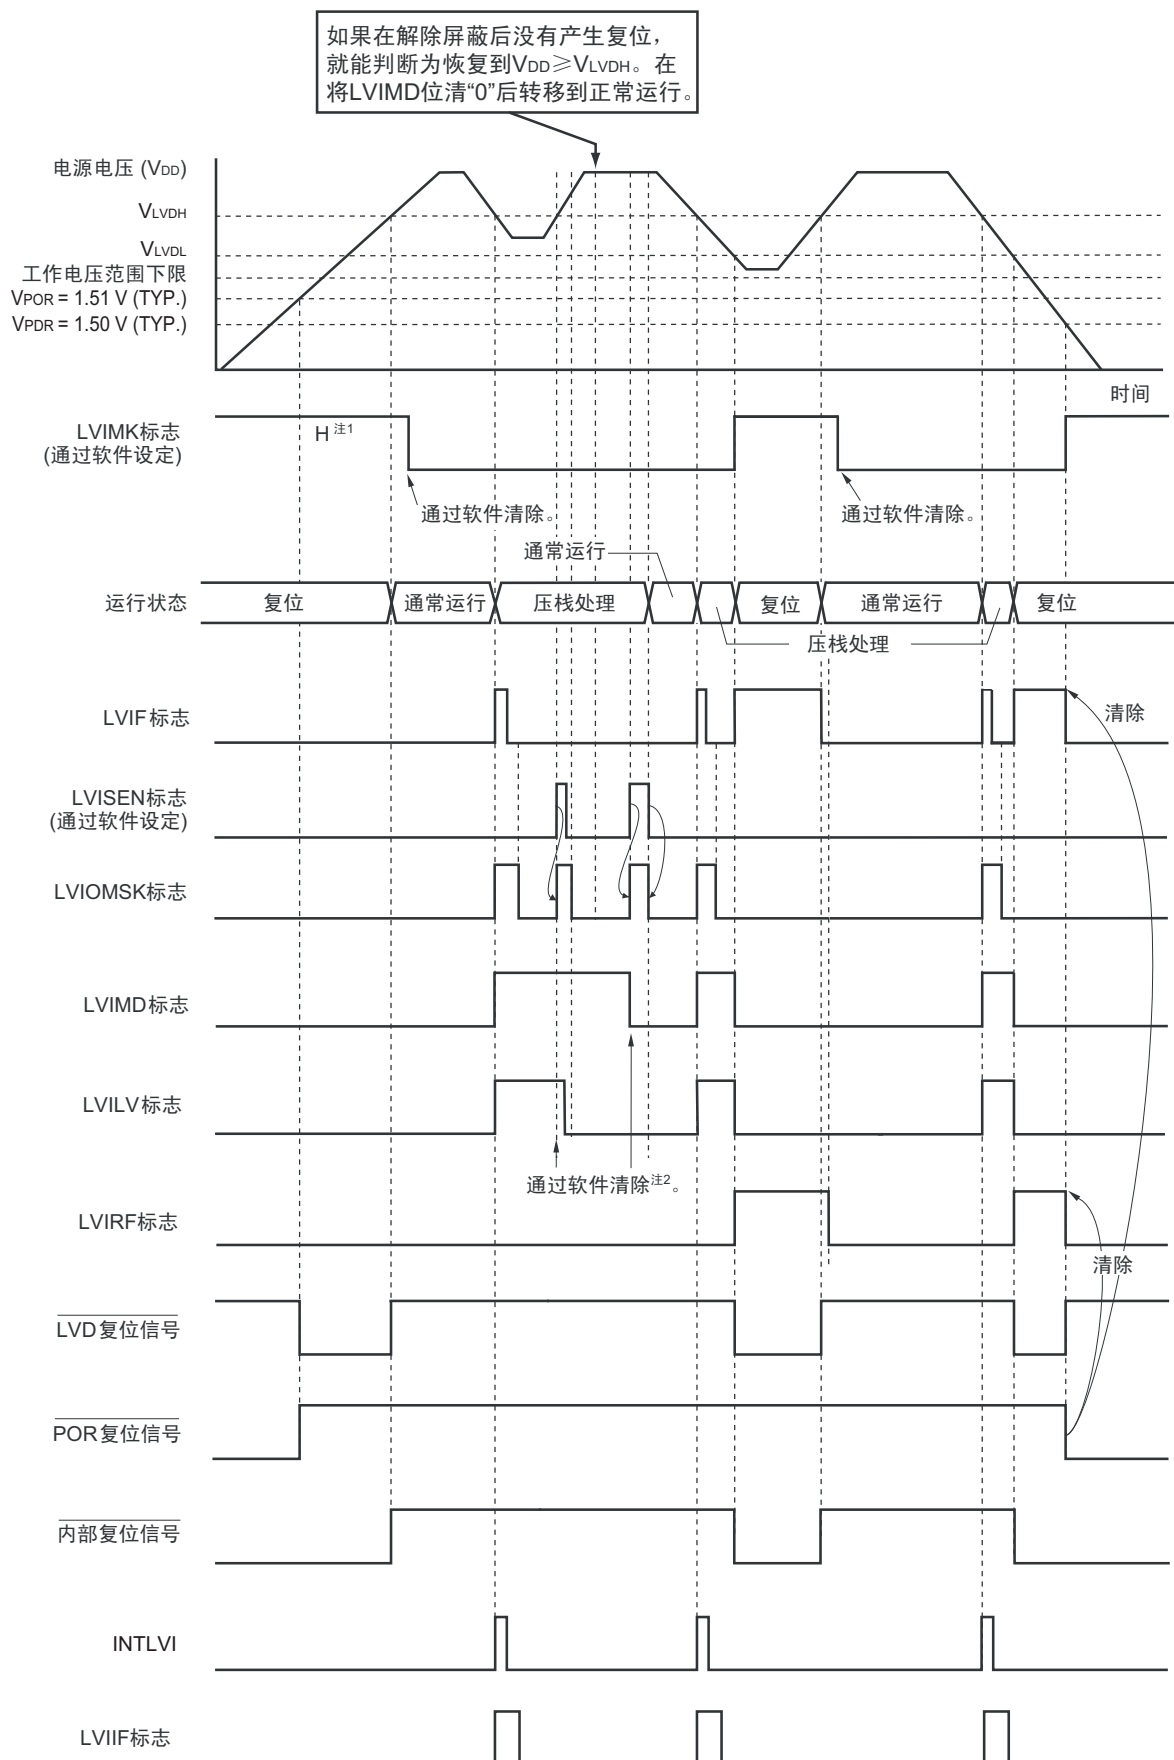 如果在解除屏蔽后没有产生复位，
就能判断为恢复到VDD≥VLVDH。在
将LVIMD位清“0”后转移到正常运行。
电源电压 (VDD)
VLVDH
VLVDL
工作电压范围下限
VPOR = 1.51 V (TYP.)
VPDR = 1.50 V (TYP.)
时间
LVIMK标志
(通过软件设定)
H 注1
通过软件清除。
通过软件清除。
通常运行
运行状态
复位
通常运行
压栈处理
复位
通常运行
复位
压栈处理
LVIF标志
清除
LVISEN标志
(通过软件设定)
LVIOMSK标志
LVIMD标志
LVILV标志
通过软件清除注2。
LVIRF标志
清除
LVD复位信号
POR复位信号
内部复位信号
INTLVI
LVIIF标志